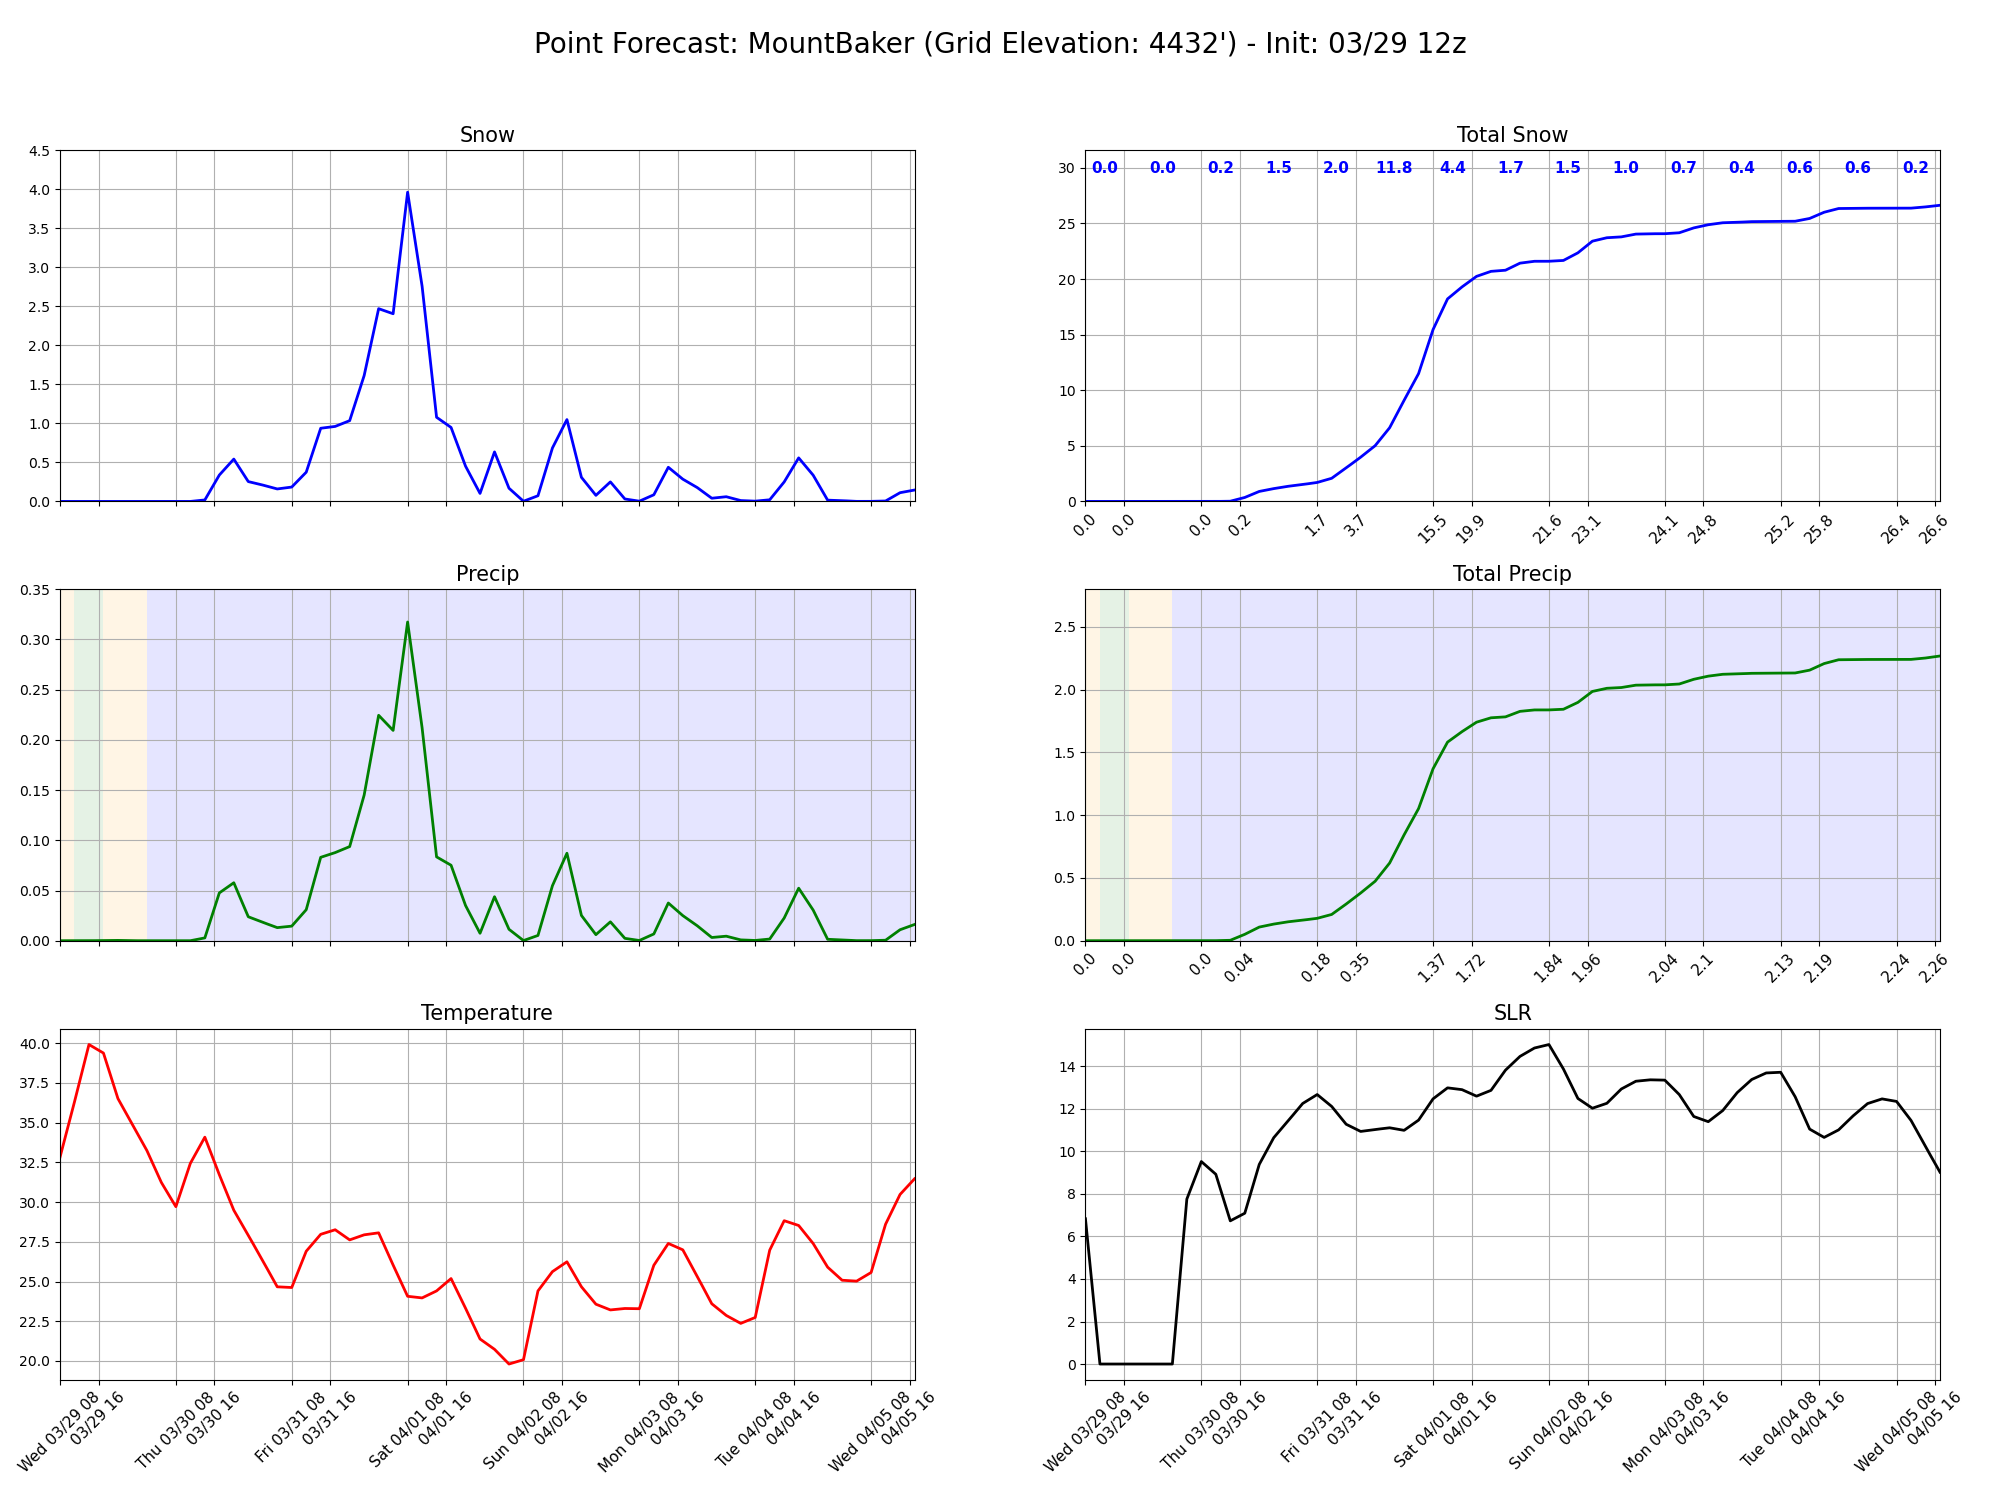 Point Forecast: MountBaker (Grid Elevation: 4432') - Init: 03/29 12z
Snow
4.5
4.0
3.5
3.0
2.5
2.0
1.5
1.0
0.5
0.0
Total Snow
0.0 0.0 0.2 1.5 2.0 11.8 4.4 1.7 1.5 1.0 0.7 0.4 0.6 0.6 0.2
30
25
20
15
10
5
0
0.0 0.0 0.0 0.2 1.7 3.7 15.5 19.9 21.6 23.1 24.1 24.8 25.2 25.8 26.4 26.6
Precip
0.35
0.30
0.25
0.20
0.15
0.10
0.05
0.00
Total Precip
2.5
2.0
1.5
1.0
0.5
0.0
0.0 0.0 0.0 0.04 0.18 0.35 1.37 1.72 1.84 1.96 2.04 2.1 2.13 2.19 2.24 2.26
Temperature
40.0
37.5
35.0
32.5
30.0
27.5
25.0
22.5
20.0
Wed 03/29 08
03/29 16
Thu 03/30 08
03/30 16
Fri 03/31 08
03/31 16
Sat 04/01 08
04/01 16
Sun 04/02 08
04/02 16
Mon 04/03 08
04/03 16
Tue 04/04 08
04/04 16
Wed 04/05 08
04/05 16
SLR
14
12
10
8
6
4
2
0
Wed 03/29 08
03/29 16
Thu 03/30 08
03/30 16
Fri 03/31 08
03/31 16
Sat 04/01 08
04/01 16
Sun 04/02 08
04/02 16
Mon 04/03 08
04/03 16
Tue 04/04 08
04/04 16
Wed 04/05 08
04/05 16